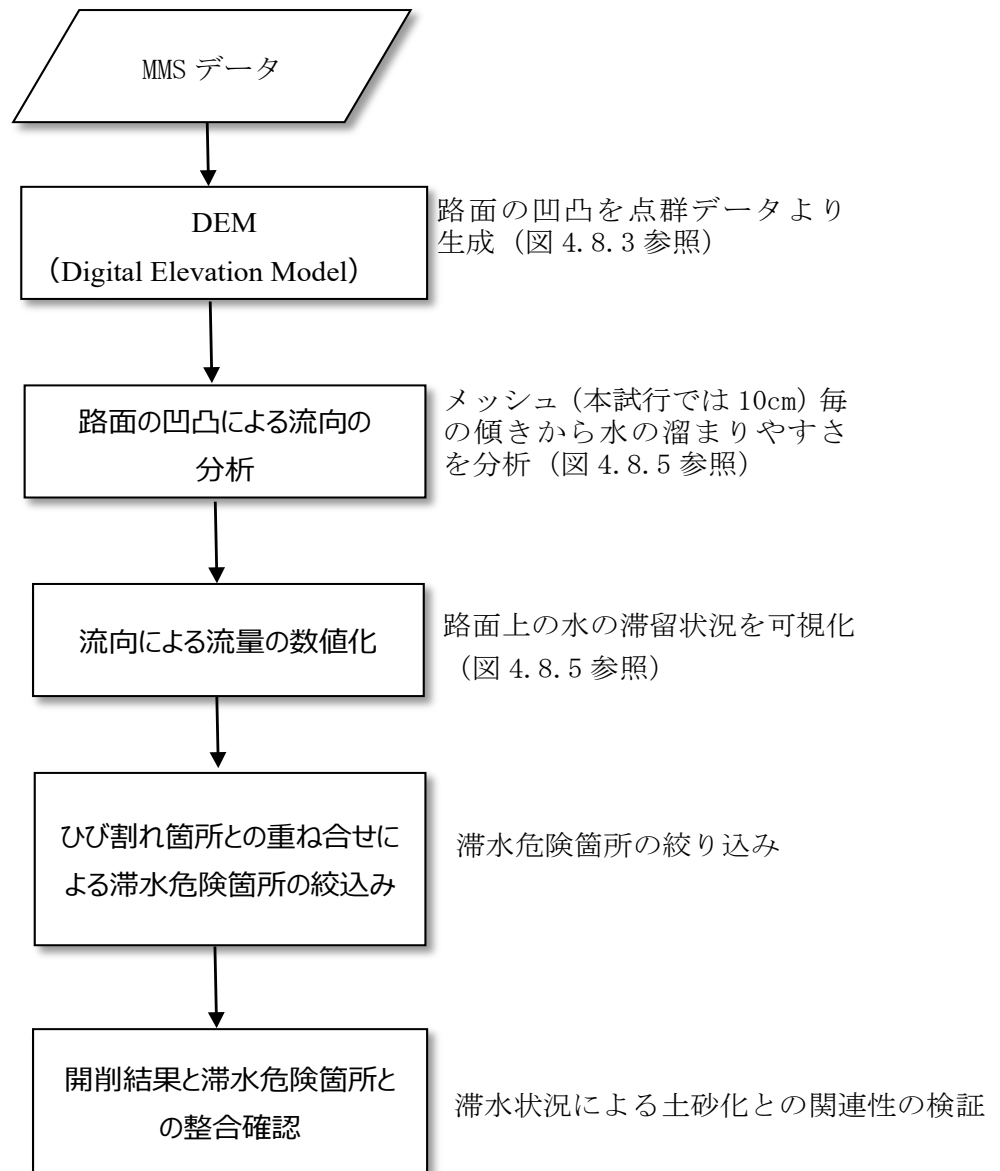 MMS データ
DEM
（Digital Elevation Model）
路面の凹凸を点群データより
生成（図 4.8.3 参照）
路面の凹凸による流向の
分析
メッシュ（本試行では 10cm）毎
の傾きから水の溜まりやすさ
を分析（図 4.8.5 参照）
流向による流量の数値化
路面上の水の滞留状況を可視化
（図 4.8.5 参照）
ひび割れ箇所との重ね合せに
よる滞水危険箇所の絞込み
滞水危険箇所の絞り込み
開削結果と滞水危険箇所と
の整合確認
滞水状況による土砂化との関連性の検証